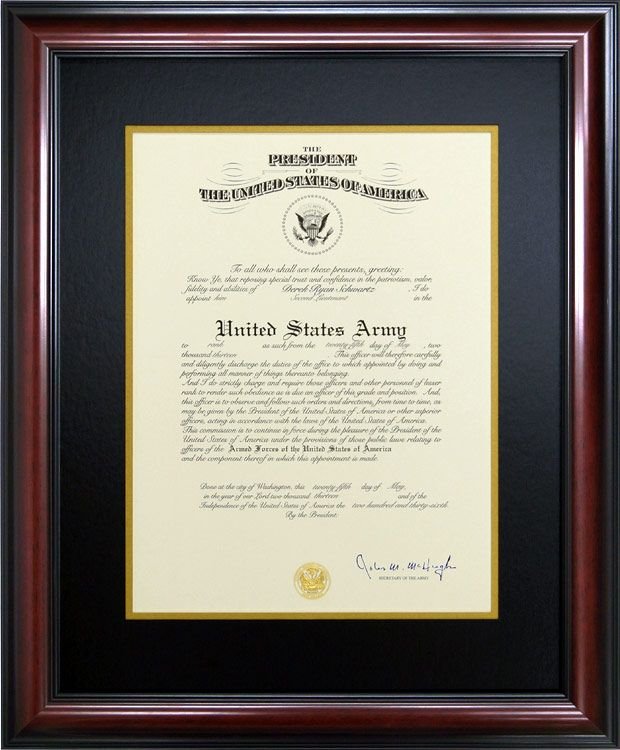 THE
PRESIDENT
OF
THE UNITED STATES OF AMERICA
To all who shall see these presents, greeting:
Know Ye, that reposing special trust and confidence in the patriotism, valor,
fidelity and abilities of Derek Ryan Schwartz , I do
appoint him Second Lieutenant in the
United States Army
to rank as such from the twenty-fifth day of May , two
thousand thirteen . This officer will therefore carefully
and diligently discharge the duties of the office to which appointed by doing and
performing all manner of things thereunto belonging.
And I do strictly charge and require those officers and other personnel of lesser
rank to render such obedience as is due an officer of this grade and position. And,
this officer is to observe and follow such orders and directions, from time to time, as
may be given by the President of the United States of America or other superior
officers, acting in accordance with the laws of the United States of America.
This commission is to continue in force during the pleasure of the President of the
United States of America under the provisions of those public laws relating to
officers of the Armed Forces of the United States of America
and the component thereof in which this appointment is made.
Done at the city of Washington, this twenty-fifth day of May,
in the year of our Lord two thousand thirteen and of the
Independence of the United States of America the two hundred and thirty-sixth.
By the President:
John M. McHugh
SECRETARY OF THE ARMY